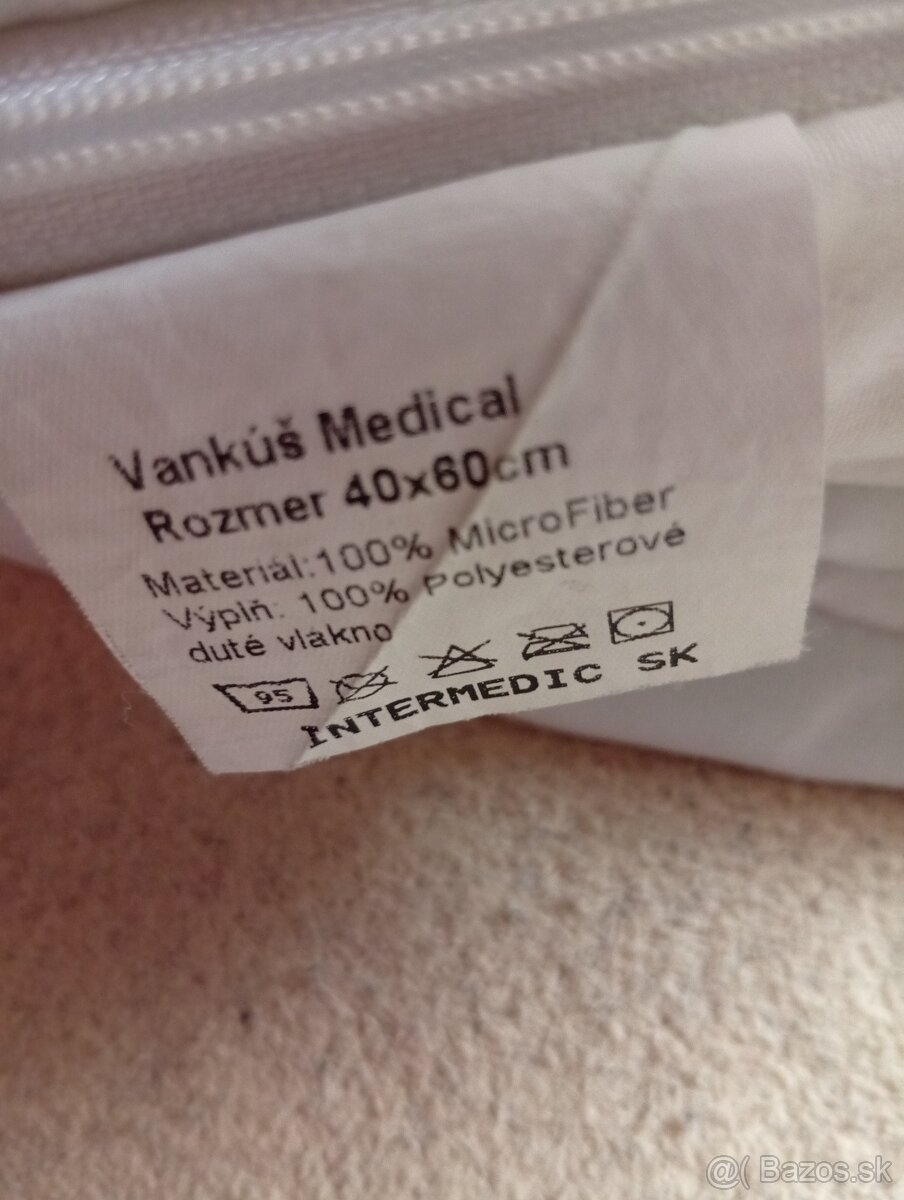 Vankúš Medical
Rozmer 40x60cm
Materiál:100% MicroFiber
Výplň: 100% Polyesterové
duté vlákno
95
INTERMEDIC SK
@( Bazos.sk